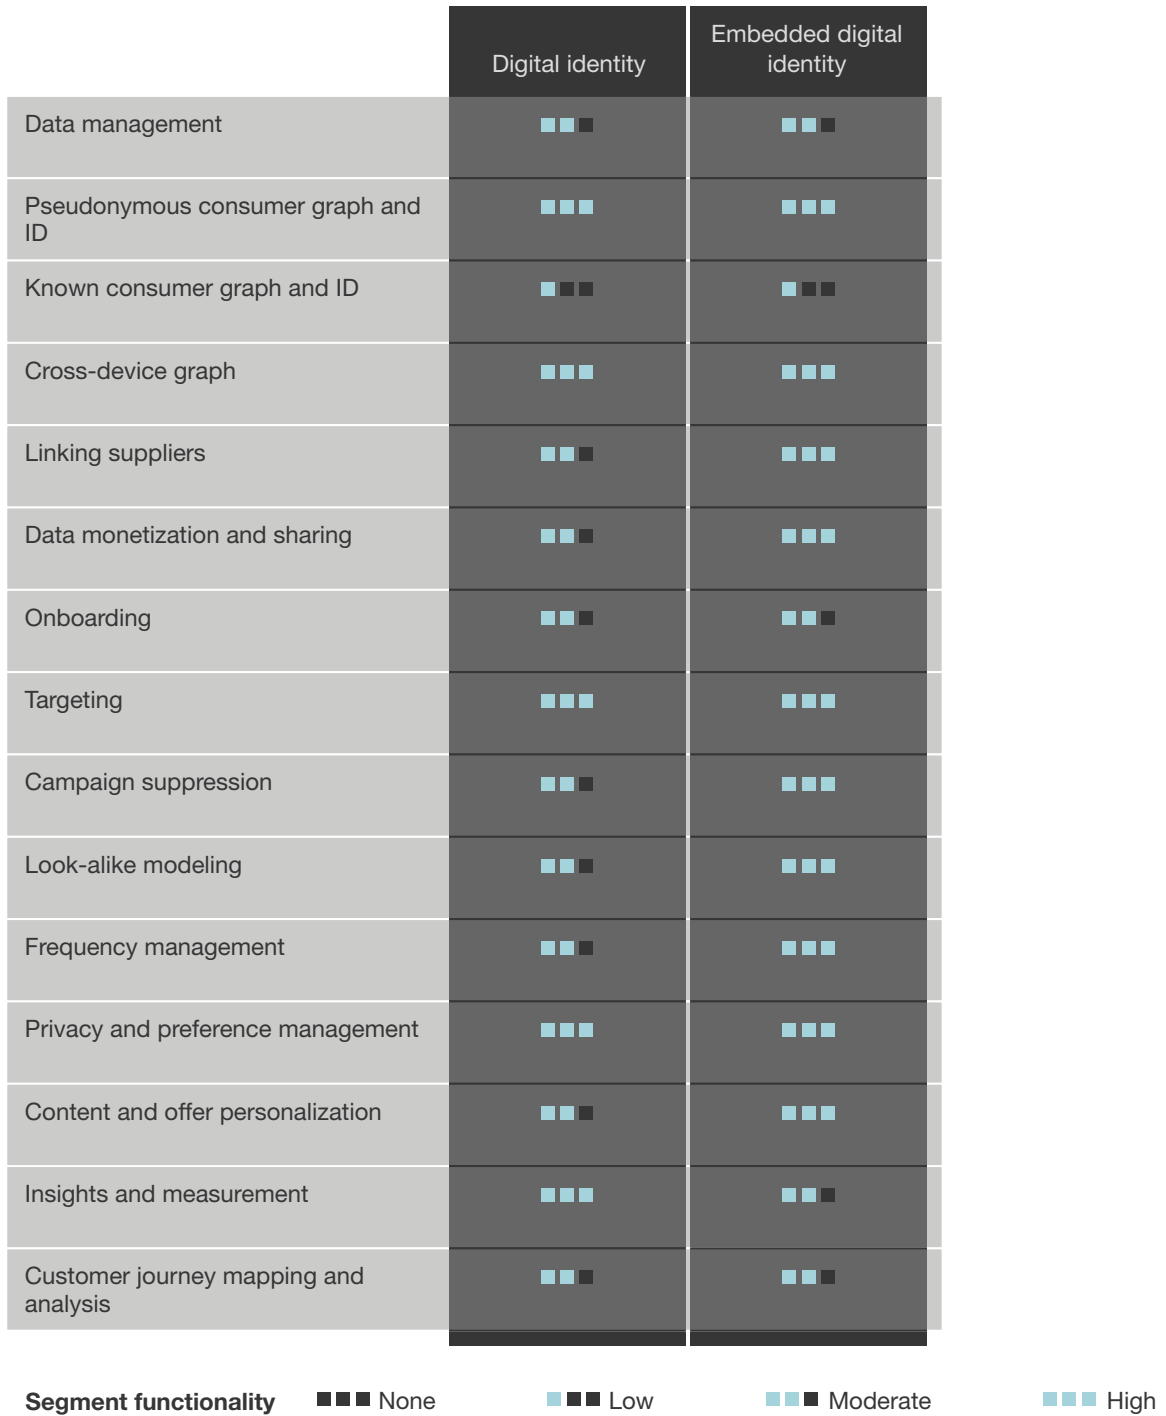 Digital identity
Embedded digital
identity
Data management
Pseudonymous consumer graph and
ID
Known consumer graph and ID
Cross-device graph
Linking suppliers
Data monetization and sharing
Onboarding
Targeting
Campaign suppression
Look-alike modeling
Frequency management
Privacy and preference management
Content and offer personalization
Insights and measurement
Customer journey mapping and
analysis
Segment functionality None Low Moderate High